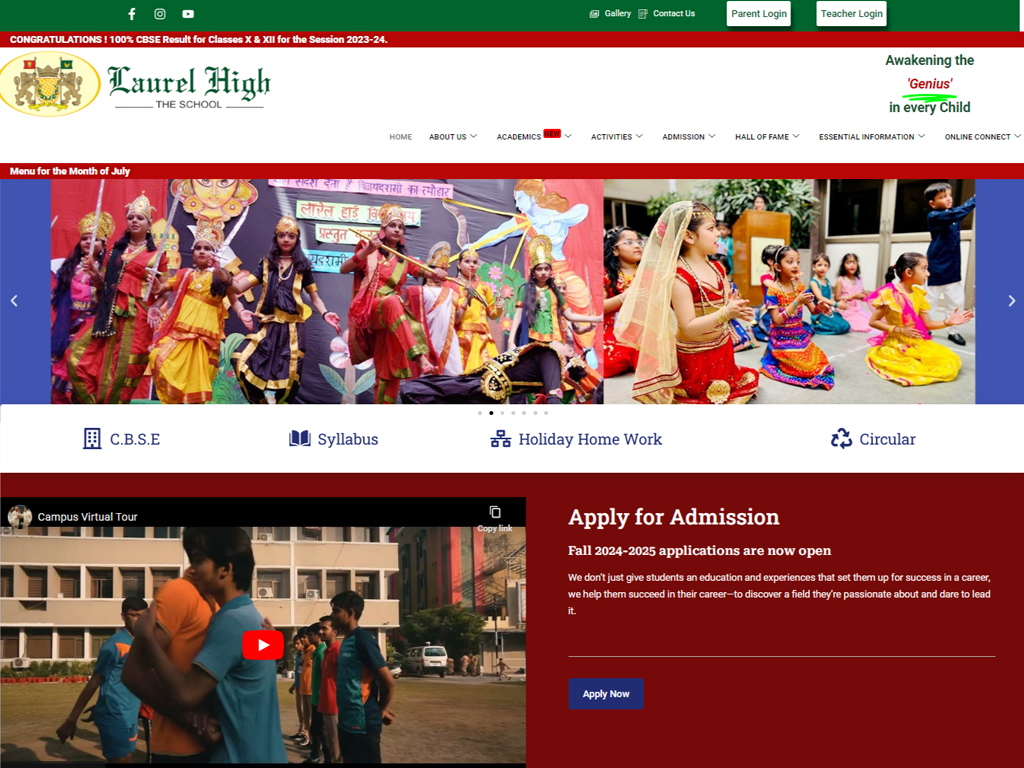 Gallery
Contact Us
Parent Login
Teacher Login
CONGRATULATIONS ! 100% CBSE Result for Classes X & XII for the Session 2023-24.
Laurel High
THE SCHOOL
Awakening the
'Genius'
in every Child
HOME
ABOUT US
ACADEMICS NEW
ACTIVITIES
ADMISSION
HALL OF FAME
ESSENTIAL INFORMATION
ONLINE CONNECT
Menu for the Month of July
लॉरेल हाई
प्रस्तुत
C.B.S.E
Syllabus
Holiday Home Work
Circular
Campus Virtual Tour
Copy link
Apply for Admission
Fall 2024-2025 applications are now open
We don't just give students an education and experiences that set them up for success in a career,
we help them succeed in their career—to discover a field they're passionate about and dare to lead
it.
Apply Now